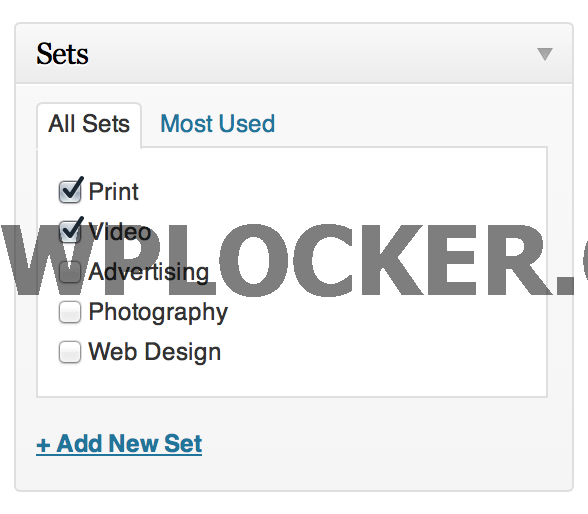 Sets
All Sets Most Used
Print
Video
WPLOCKER.
Advertising
Photography
Web Design
+ Add New Set